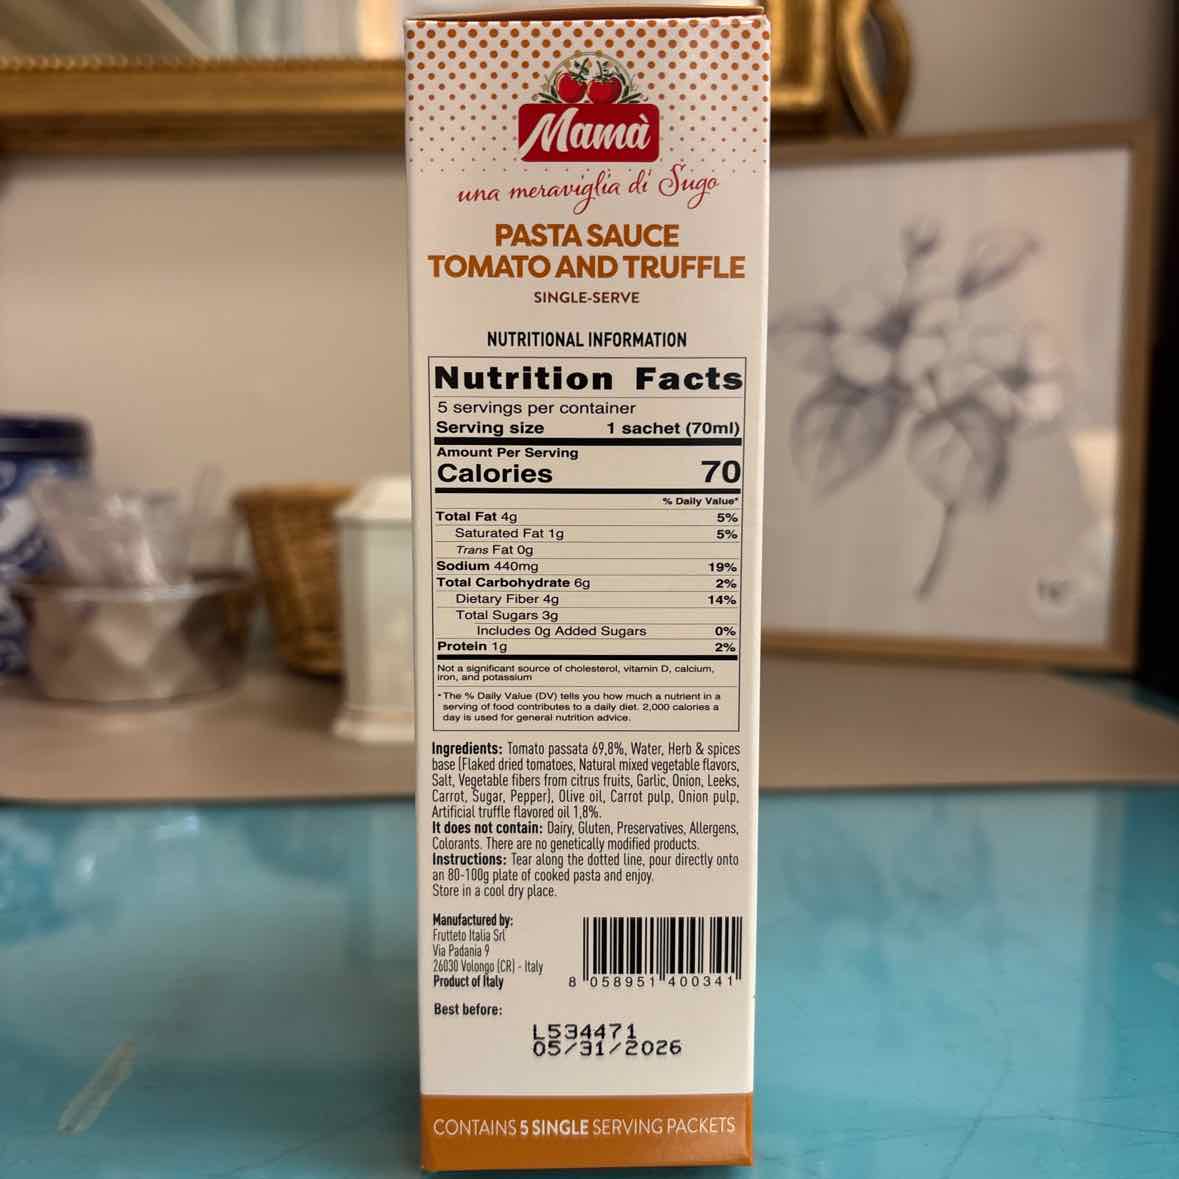 Mamà
una meraviglia di Sugo
PASTA SAUCE
TOMATO AND TRUFFLE
SINGLE-SERVE
NUTRITIONAL INFORMATION
Nutrition Facts
5 servings per container
Serving size 1 sachet (70ml)
Amount Per Serving
Calories 70
% Daily Value*
Total Fat 4g 5%
Saturated Fat 1g 5%
Trans Fat 0g
Sodium 440mg 19%
Total Carbohydrate 6g 2%
Dietary Fiber 4g 14%
Total Sugars 3g
Includes 0g Added Sugars 0%
Protein 1g 2%
Not a significant source of cholesterol, vitamin D, calcium,
iron, and potassium
* The % Daily Value (DV) tells you how much a nutrient in a
serving of food contributes to a daily diet. 2,000 calories a
day is used for general nutrition advice.
Ingredients: Tomato passata 69,8%, Water, Herb & spices
base (Flaked dried tomatoes, Natural mixed vegetable flavors,
Salt, Vegetable fibers from citrus fruits, Garlic, Onion, Leeks,
Carrot, Sugar, Pepper), Olive oil, Carrot pulp, Onion pulp,
Artificial truffle flavored oil 1,8%.
It does not contain: Dairy, Gluten, Preservatives, Allergens,
Colorants. There are no genetically modified products.
Instructions: Tear along the dotted line, pour directly onto
an 80-100g plate of cooked pasta and enjoy.
Store in a cool dry place.
Manufactured by:
Frutteto Italia Srl
Via Padania 9
26030 Volongo (CR) - Italy
Product of Italy
8 058951 400341
Best before:
L534471
05/31/2026
CONTAINS 5 SINGLE SERVING PACKETS